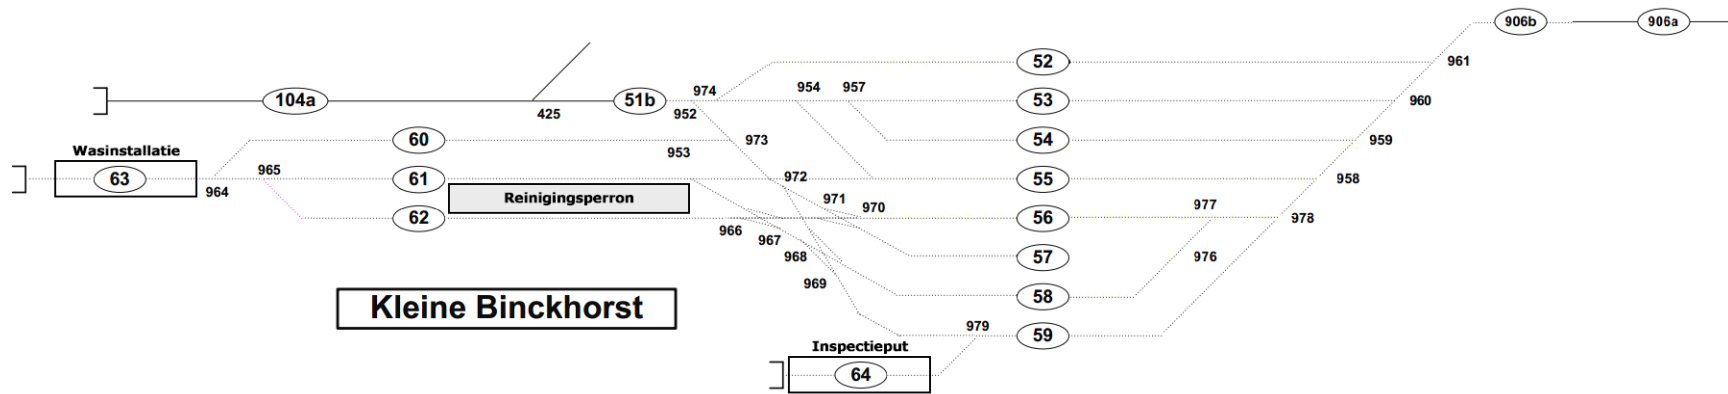 906b 906a
52 961
974 954 957
104a 51b 53 960
425 952
60 973 54 959
Wasinstallatie 953
63 965 61 972 55 958
964
Reinigingsperron 971 970 977
62 56 978
966 967
968 57 976
969
Kleine Binckhorst 58
979 59
Inspectieput
64